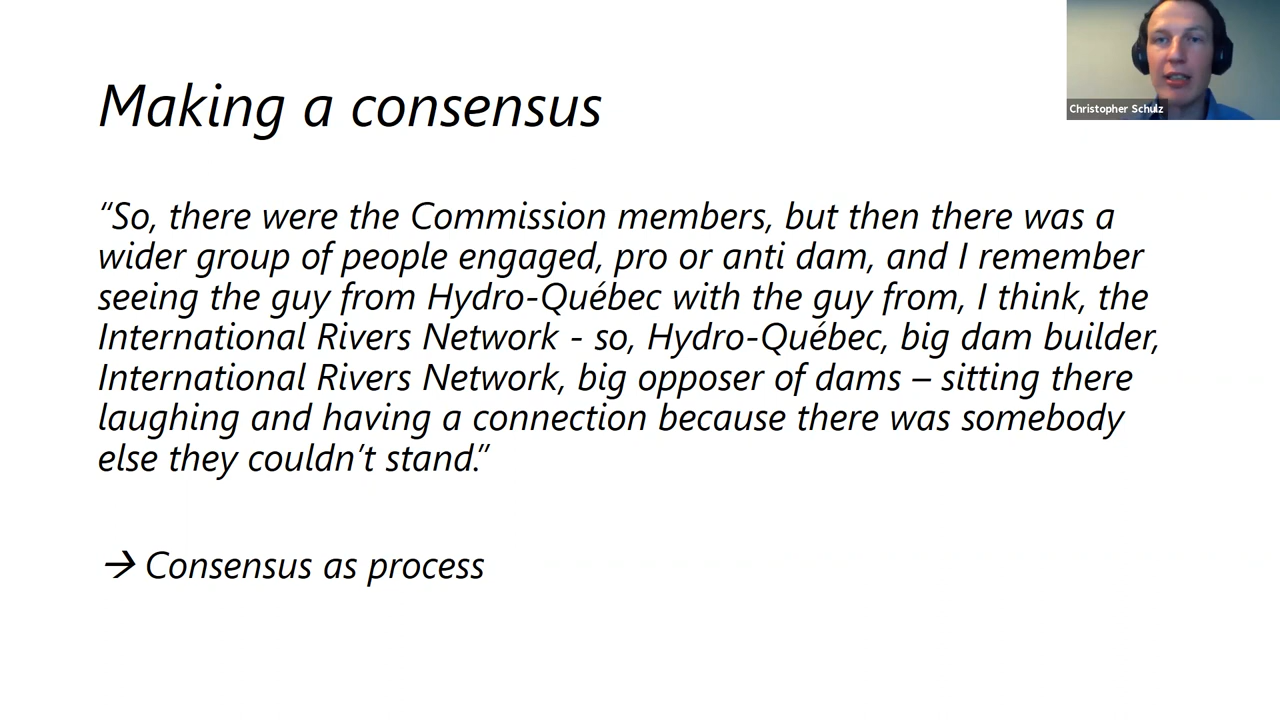 Making a consensus
Christopher Schulz
“So, there were the Commission members, but then there was a
wider group of people engaged, pro or anti dam, and I remember
seeing the guy from Hydro-Québec with the guy from, I think, the
International Rivers Network - so, Hydro-Québec, big dam builder,
International Rivers Network, big opposer of dams – sitting there
laughing and having a connection because there was somebody
else they couldn’t stand.”
→ Consensus as process